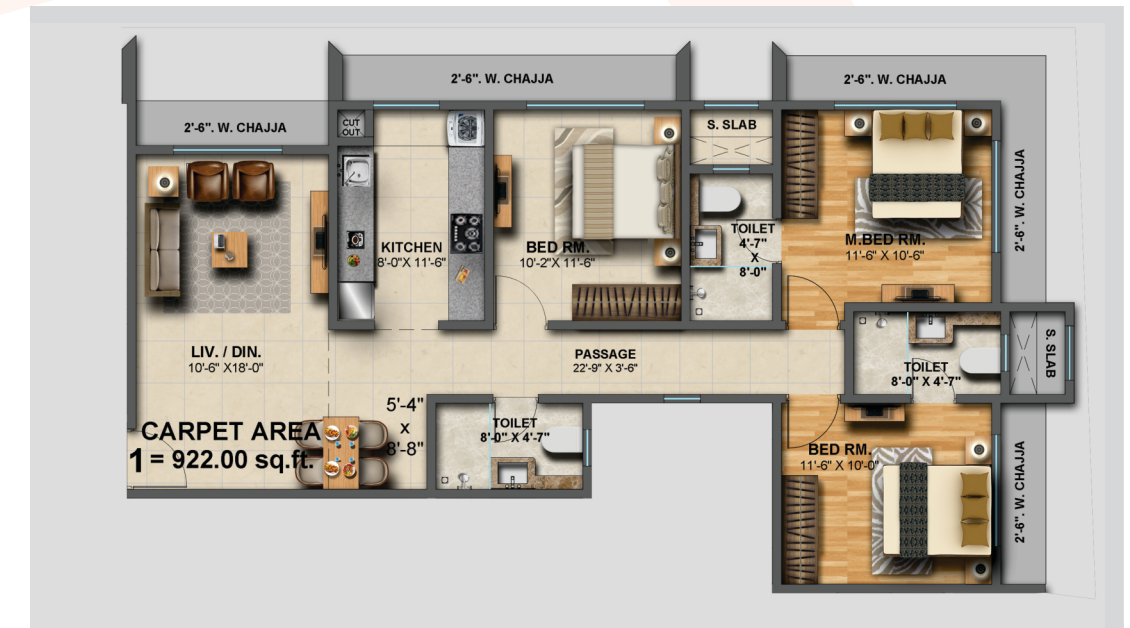 2'-6". W. CHAJJA
2'-6". W. CHAJJA
2'-6". W. CHAJJA
CUT
OUT
S. SLAB
KITCHEN
8'-0"X 11'-6"
BED RM.
10'-2"X 11'-6"
TOILET
4'-7"
X
8'-0"
M.BED RM.
11'-6" X 10'-6"
2'-6". W. CHAJJA
LIV. / DIN.
10'-6" X18'-0"
PASSAGE
22'-9" X 3'-6"
TOILET
8'-0" X 4'-7"
S. SLAB
5'-4"
x
8'-8"
CARPET AREA
1 = 922.00 sq.ft.
TOILET
8'-0" X 4'-7"
BED RM.
11'-6" X 10'-0"
2'-6". W. CHAJJA